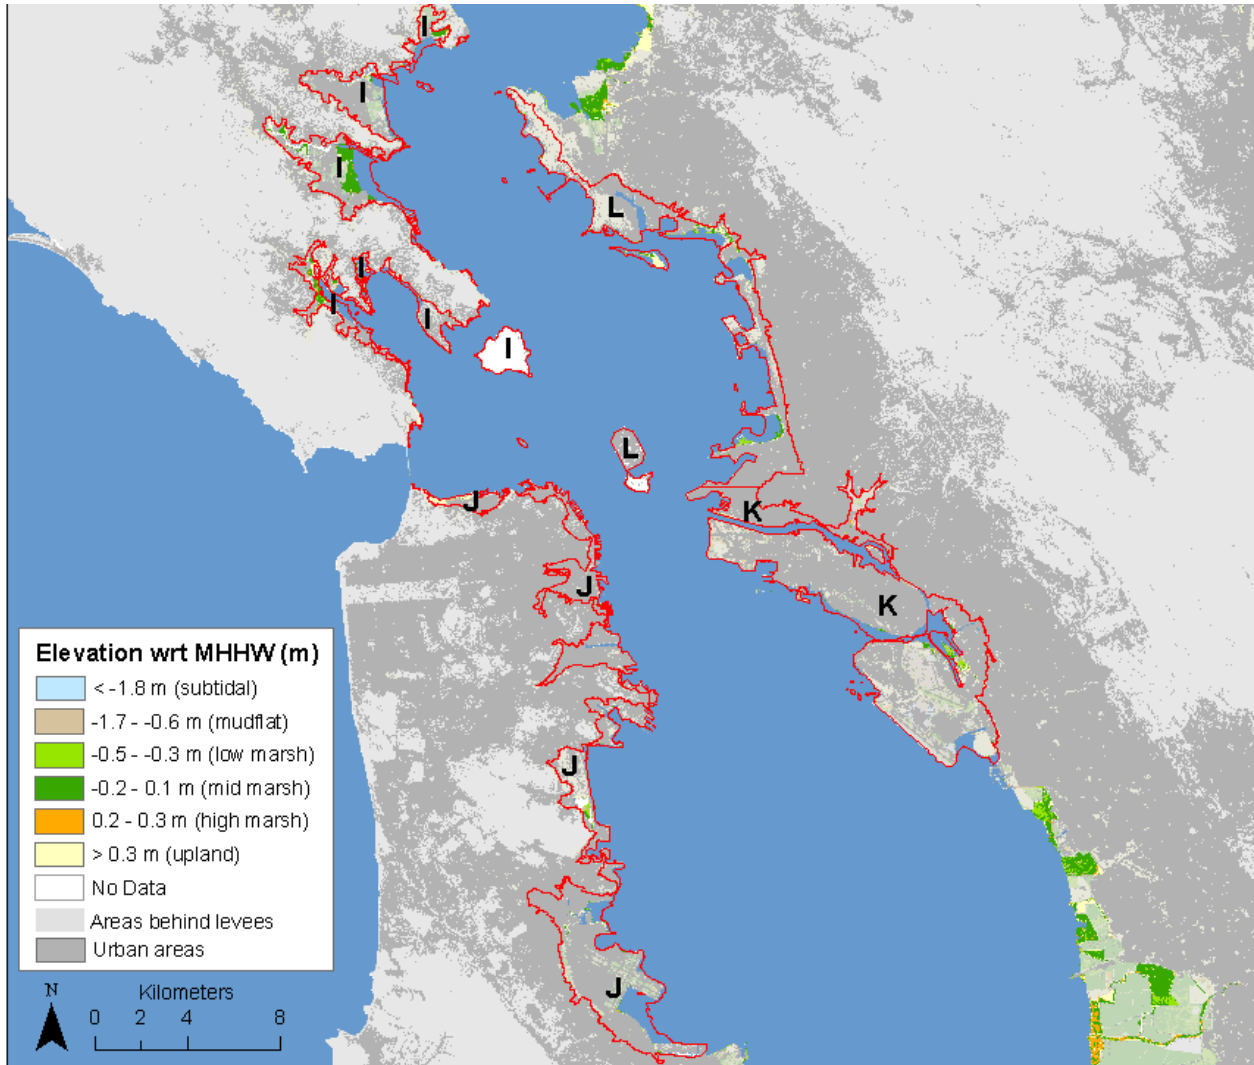 I
I
I
L
I
I
I
I
L
J
K
J
K
J
J
Elevation wrt MHHW (m)
< -1.8 m (subtidal)
-1.7 - -0.6 m (mudflat)
-0.5 - -0.3 m (low marsh)
-0.2 - 0.1 m (mid marsh)
0.2 - 0.3 m (high marsh)
> 0.3 m (upland)
No Data
Areas behind levees
Urban areas
N
Kilometers
0 2 4 8